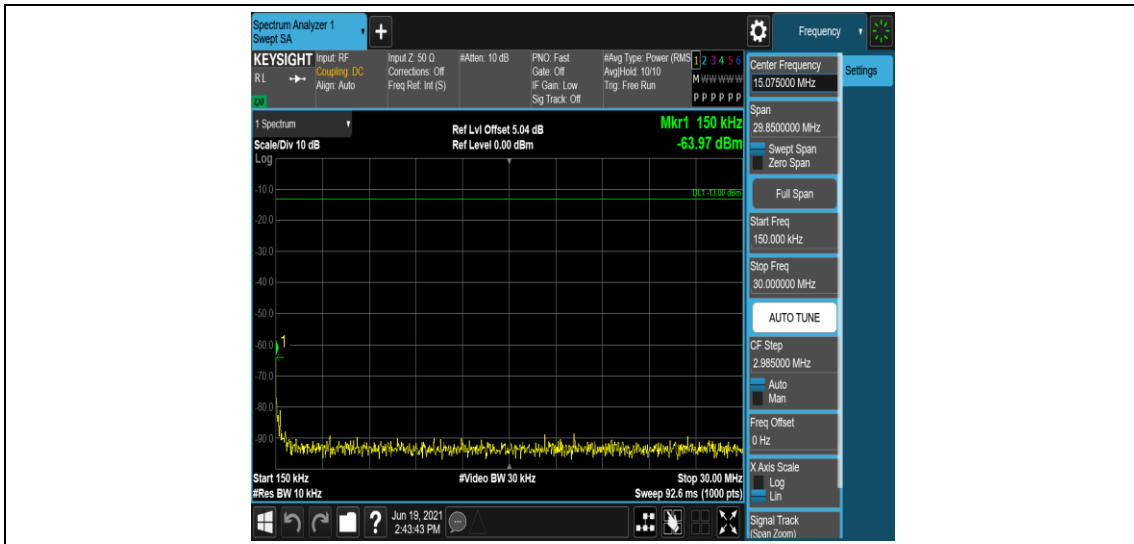 Spectrum Analyzer 1
Swept SA
+
Frequency
KEYSIGHT
RL
LXI
Input: RF
Coupling: DC
Align: Auto
Input Z: 50 Ω
Corrections: Off
Freq Ref: Int (S)
#Atten: 10 dB
PNO: Fast
Gate: Off
IF Gain: Low
Sig Track: Off
#Avg Type: Power (RMS
Avg|Hold: 10/10
Trig: Free Run
1 2 3 4 5 6
M W W W W W
P P P P P P
1 Spectrum
Scale/Div 10 dB
Log
Ref Lvl Offset 5.04 dB
Ref Level 0.00 dBm
Mkr1 150 kHz
-63.97 dBm
DL1 -13.00 dBm
-10.0
-20.0
-30.0
-40.0
-50.0
-60.0
1
-70.0
-80.0
-90.0
Start 150 kHz
#Res BW 10 kHz
#Video BW 30 kHz
Stop 30.00 MHz
Sweep 92.6 ms (1000 pts)
?
Jun 19, 2021
2:43:43 PM
Center Frequency
15.075000 MHz
Settings
Span
29.8500000 MHz
Swept Span
Zero Span
Full Span
Start Freq
150.000 kHz
Stop Freq
30.000000 MHz
AUTO TUNE
CF Step
2.985000 MHz
Auto
Man
Freq Offset
0 Hz
X Axis Scale
Log
Lin
Signal Track
(Span Zoom)